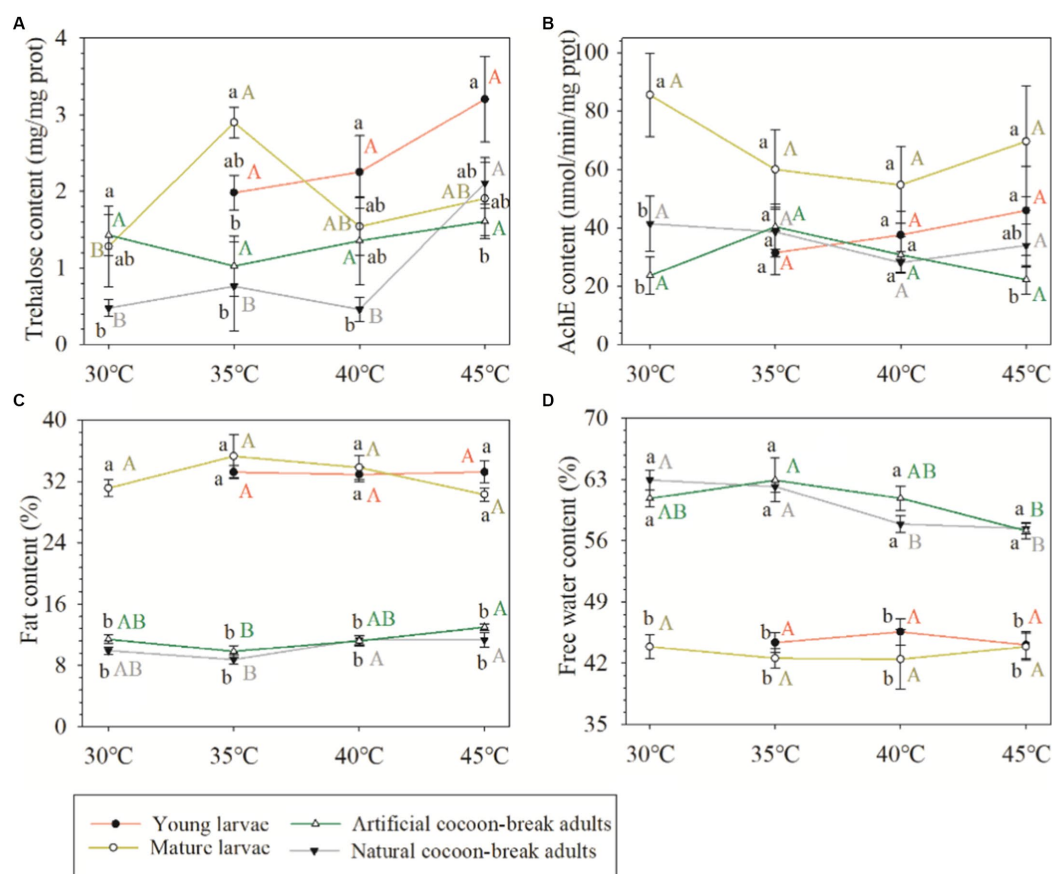 A
Trehalose content (mg/mg prot)
4
3
2
1
0
30°C 35°C 40°C 45°C
a A
a A
a A
a A
ab A
ab A
a A
B
ab
A
b B
A
b B
AB
ab
A
ab
b B
AB
ab
A
b
B
AchE content (nmol/min/mg prot)
100
80
60
40
20
0
30°C 35°C 40°C 45°C
a A
b A
b A
a A
a A
A
a
a A
a A
a A
a
A
a A
a A
a A
ab A
b A
C
Fat content (%)
40
32
24
16
8
0
30°C 35°C 40°C 45°C
a A
a A
a A
a A
a A
A a
a A
b AB
b AB
b B
b B
b AB
b A
b A
b A
D
Free water content (%)
70
63
56
49
42
35
30°C 35°C 40°C 45°C
a A
a AB
a A
a A
a AB
a B
a B
a B
b A
b A
b A
b A
b A
b A
b A
Young larvae
Artificial cocoon-break adults
Mature larvae
Natural cocoon-break adults